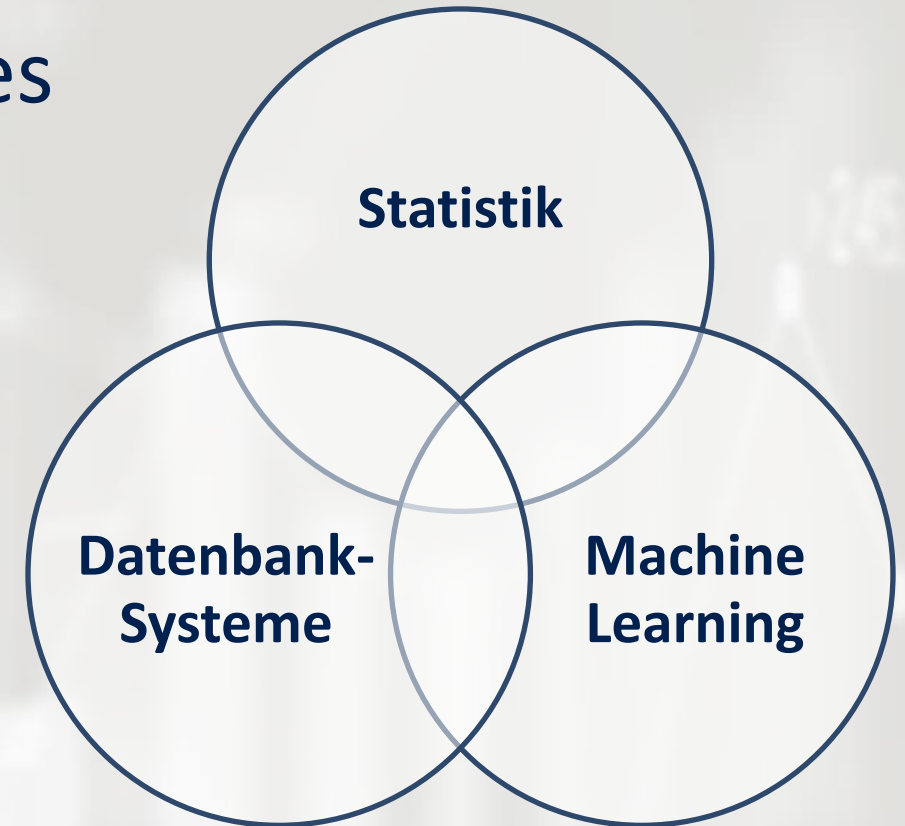 es
Statistik
Datenbank-
Systeme
Machine
Learning